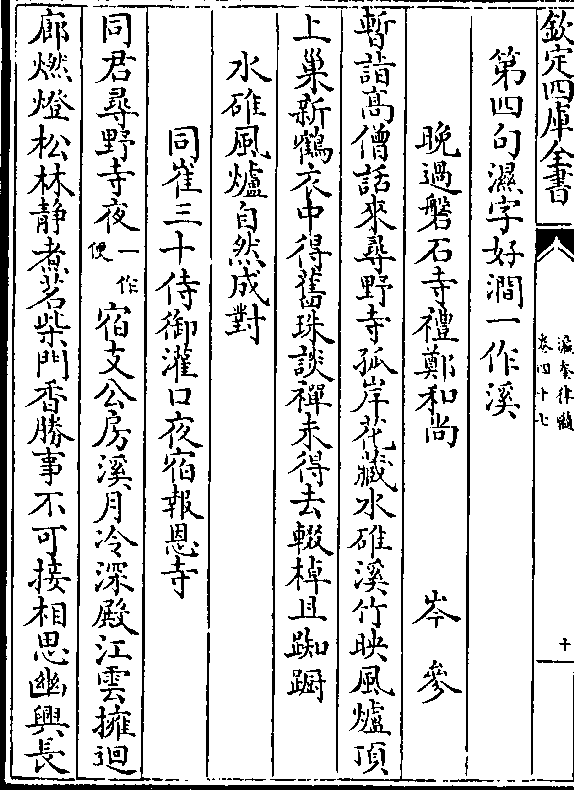 欽定四庫全書
瀛奎律髓
卷四十七
十
第四句濕字好澗一作溪
晚過磐石寺禮鄭和尚 岑參
暫詣髙僧話來尋野寺孤岸花藏水碓溪竹映風爐頂
上巢新鶴衣中得舊珠談禪未得去輟棹且踟蹰
水碓風爐自然成對
同崔三十侍御灌口夜宿報恩寺
同君尋野寺夜一作便宿支公房溪月冷深殿江雲擁迴
廊燃燈松林静煮茗柴門香勝事不可接相思幽興長